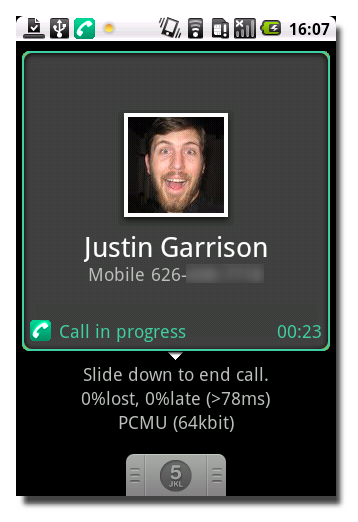 16:07
Justin Garrison
Mobile 626-
Call in progress 00:23
Slide down to end call.
0%lost, 0%late (>78ms)
PCMU (64kbit)
5
JKL